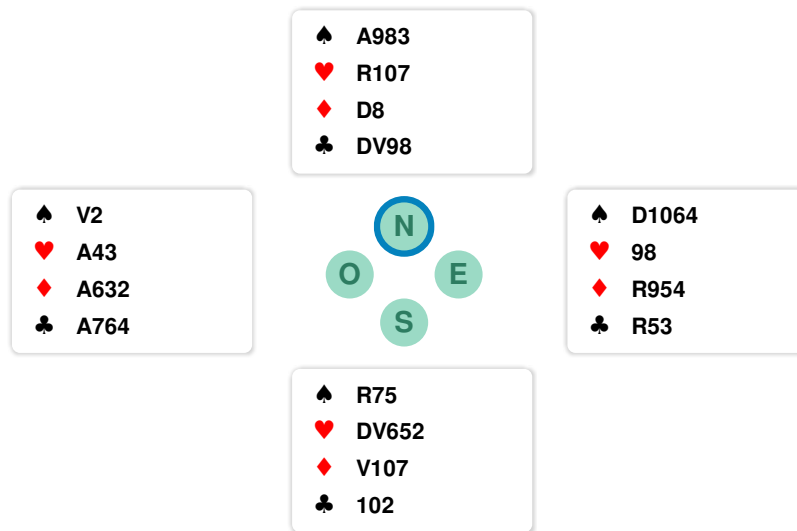 ♠ A983
♥ R107
♦ D8
♣ DV98
♠ V2
♥ A43
♦ A632
♣ A764
N
O
E
S
♠ D1064
♥ 98
♦ R954
♣ R53
♠ R75
♥ DV652
♦ V107
♣ 102